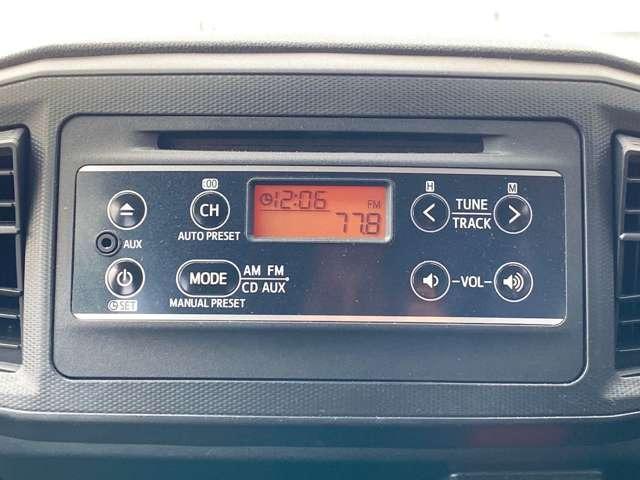 :00
CH
AUTO PRESET
12:06
FM
77.8
H
M
TUNE
TRACK
AUX
SET
MODE
AM FM
CD AUX
MANUAL PRESET
VOL